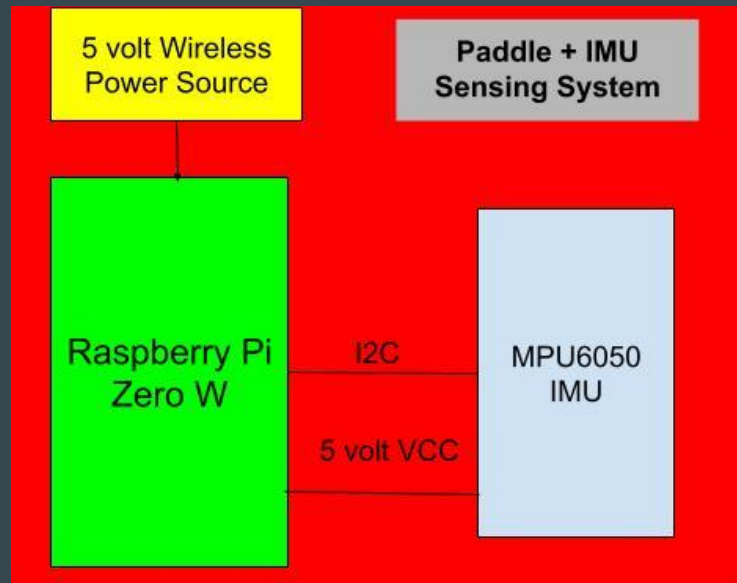 5 volt Wireless
Power Source
Paddle + IMU
Sensing System
Raspberry Pi
Zero W
I2C
5 volt VCC
MPU6050
IMU